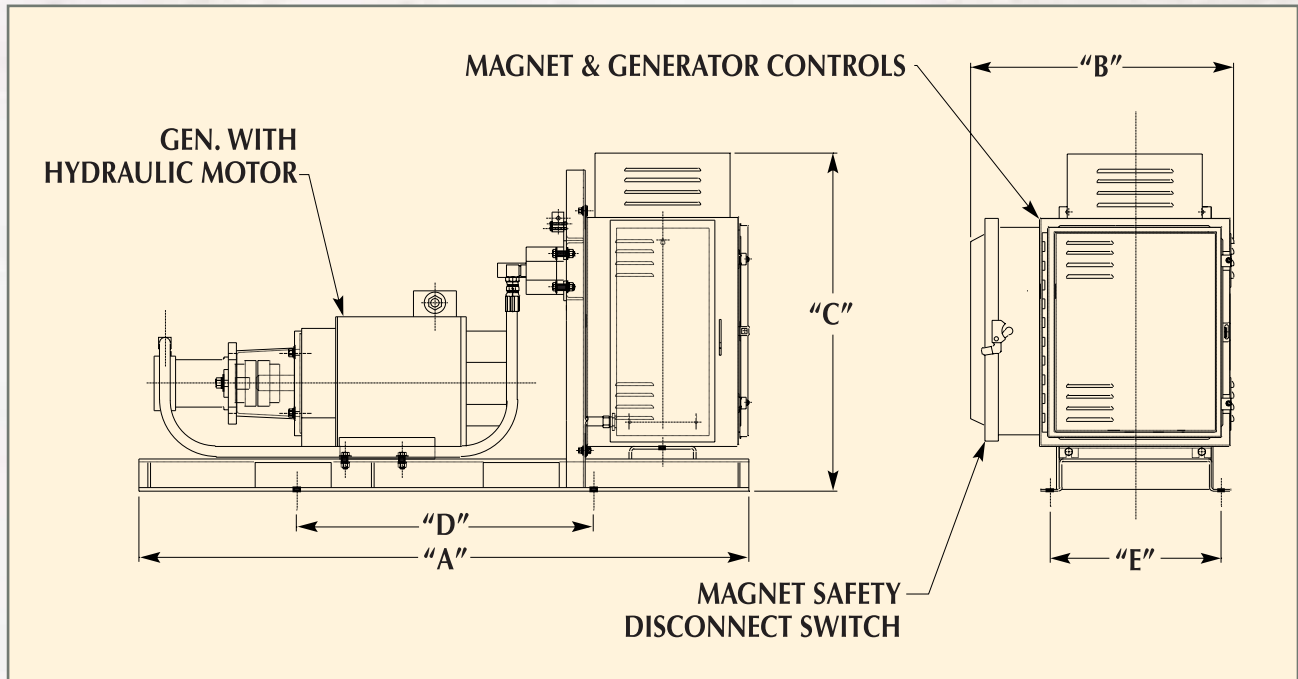 MAGNET & GENERATOR CONTROLS
“B”
GEN. WITH
HYDRAULIC MOTOR
“C”
“D”
“A”
“E”
MAGNET SAFETY
DISCONNECT SWITCH